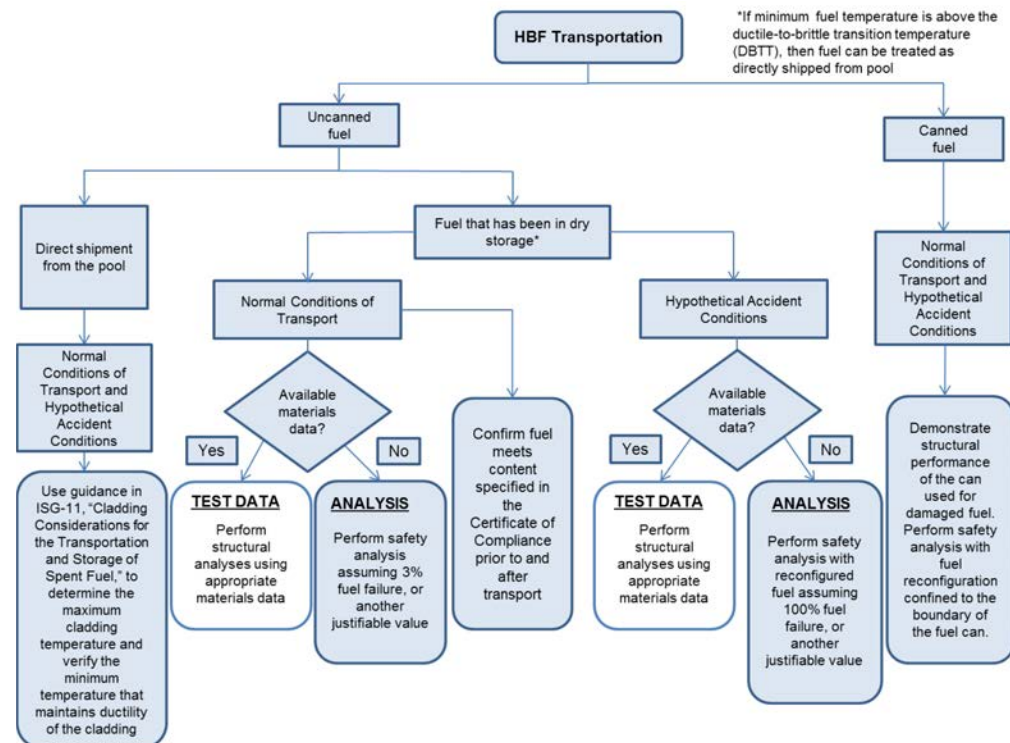 HBF Transportation
*If minimum fuel temperature is above the
ductile-to-brittle transition temperature
(DBTT), then fuel can be treated as
directly shipped from pool
Uncanned
fuel
Canned
fuel
Direct shipment
from the pool
Fuel that has been in dry
storage*
Normal
Conditions of
Transport and
Hypothetical
Accident
Conditions
Normal Conditions of
Transport
Hypothetical Accident
Conditions
Normal
Conditions of
Transport and
Hypothetical
Accident
Conditions
Available
materials
data?
Yes
No
Available
materials
data?
Yes
No
Use guidance in
ISG-11, “Cladding
Considerations for
the Transportation
and Storage of
Spent Fuel,” to
determine the
maximum
cladding
temperature and
verify the
minimum
temperature that
maintains ductility
of the cladding
TEST DATA
Perform
structural
analyses using
appropriate
materials data
ANALYSIS
Perform safety
analysis
assuming 3%
fuel failure, or
another
justifiable value
Confirm fuel
meets
content
specified in
the
Certificate of
Compliance
prior to and
after
transport
TEST DATA
Perform
structural
analyses using
appropriate
materials data
ANALYSIS
Perform safety
analysis with
reconfigured
fuel assuming
100% fuel
failure, or
another
justifiable value
Demonstrate
structural
performance
of the can
used for
damaged fuel.
Perform safety
analysis with
fuel
reconfiguration
confined to the
boundary of
the fuel can.